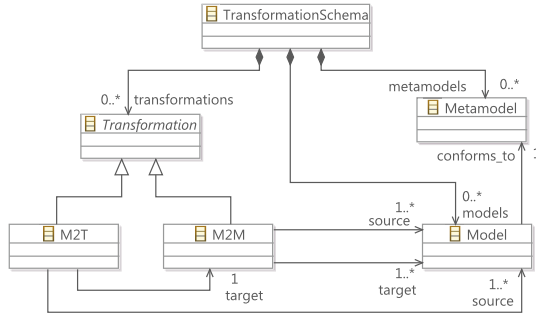 TransformationSchema
metamodels
0..*
0..*
transformations
Metamodel
Transformation
conforms_to
1
0..*
models
1..*
source
M2T
M2M
Model
1
target
1..*
target
1..*
source